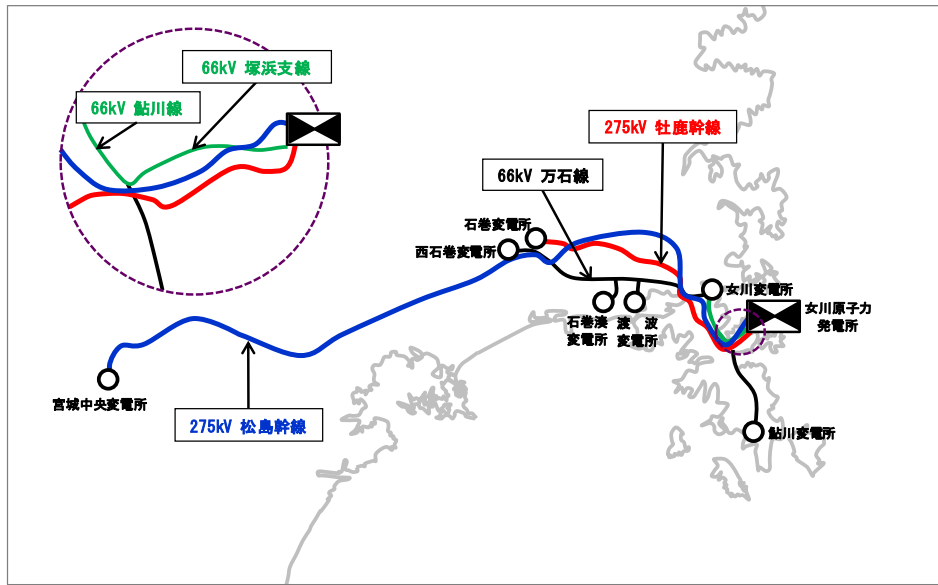 66kV 塚浜支線
66kV 鮎川線
275kV 牡鹿幹線
66kV 万石線
石巻変電所
西石巻変電所
女川変電所
女川原子力
発電所
石巻湊
変電所
渡　波
変電所
宮城中央変電所
275kV 松島幹線
鮎川変電所